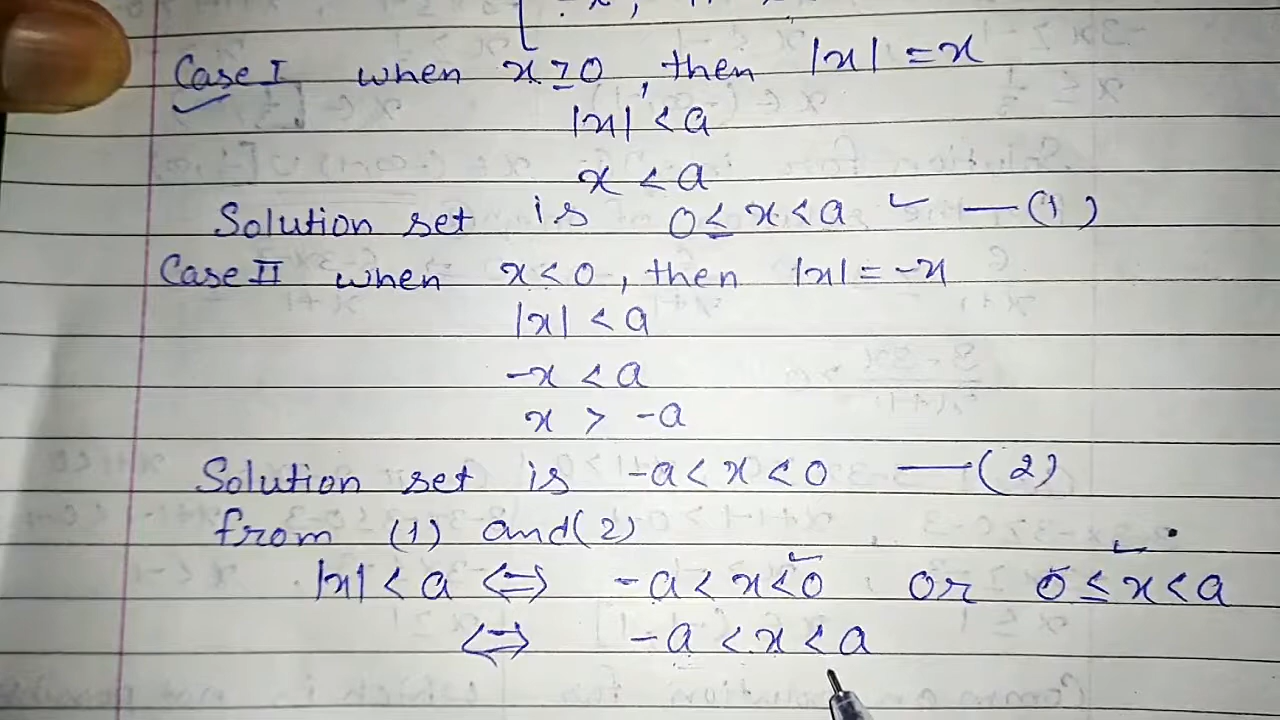 Case I when x ≥ 0, then |x| = x
|x| < a
x < a
Solution set is 0 ≤ x < a ✓ —(1)
Case II when x < 0, then |x| = -x
|x| < a
-x < a
x > -a
Solution set is -a < x < 0 —(2)
from (1) and (2)
|x| < a ⇔ -a < x < 0 or 0 ≤ x < a
⇔ -a < x < a